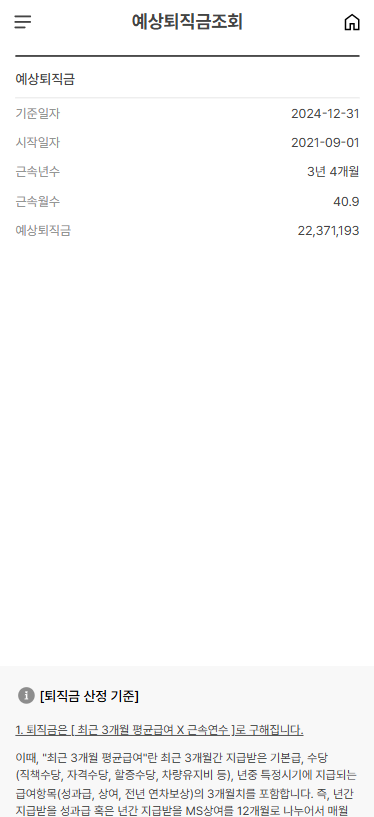 예상퇴직금조회
예상퇴직금
기준일자 2024-12-31
시작일자 2021-09-01
근속년수 3년 4개월
근속월수 40.9
예상퇴직금 22,371,193
[퇴직금 산정 기준]
1. 퇴직금은 [ 최근 3개월 평균급여 X 근속연수 ]로 구해집니다.
이때, "최근 3개월 평균급여"란 최근 3개월간 지급받은 기본급, 수당
(직책수당, 자격수당, 할증수당, 차량유지비 등), 년중 특정시기에 지급되는
급여항목(성과급, 상여, 전년 연차보상)의 3개월치를 포함합니다. 즉, 년간
지급받을 성과급 혹은 년간 지급받을 MS상여를 12개월로 나누어서 매월